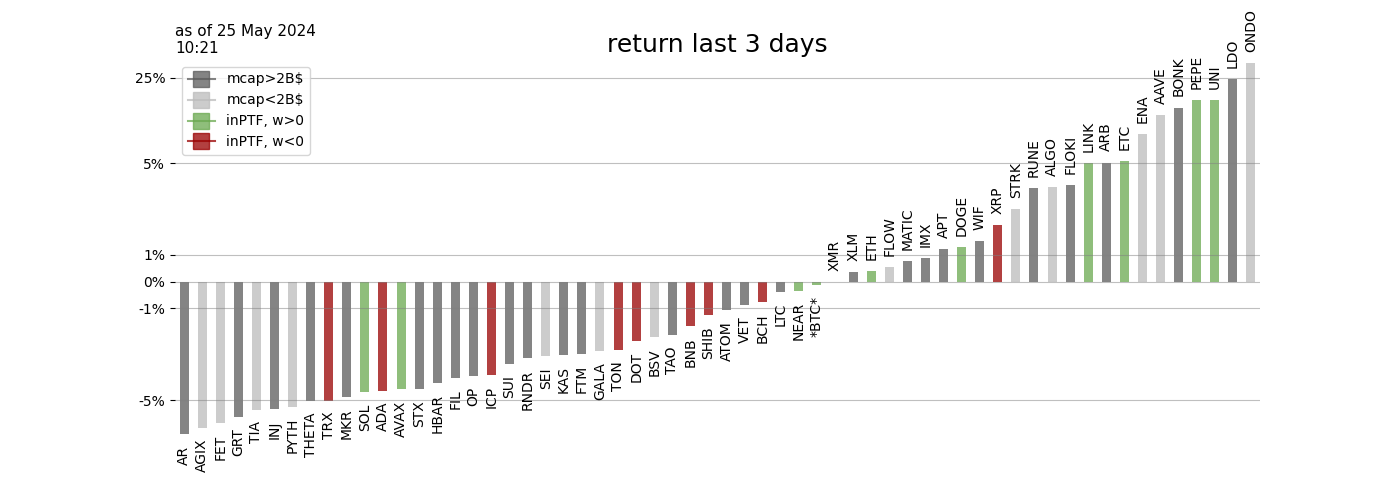 as of 25 May 2024
10:21
return last 3 days
mcap>2B$
mcap<2B$
inPTF, w>0
inPTF, w<0
25%
5%
1%
0%
-1%
-5%
AR
AGIX
FET
GRT
TIA
INJ
PYTH
THETA
TRX
MKR
SOL
ADA
AVAX
STX
HBAR
FIL
OP
ICP
SUI
RNDR
SEI
KAS
FTM
GALA
TON
DOT
BSV
TAO
BNB
SHIB
ATOM
VET
BCH
LTC
NEAR
*BTC*
XMR
XLM
ETH
FLOW
MATIC
IMX
APT
DOGE
WIF
XRP
STRK
RUNE
ALGO
FLOKI
LINK
ARB
ETC
ENA
AAVE
BONK
PEPE
UNI
LDO
ONDO